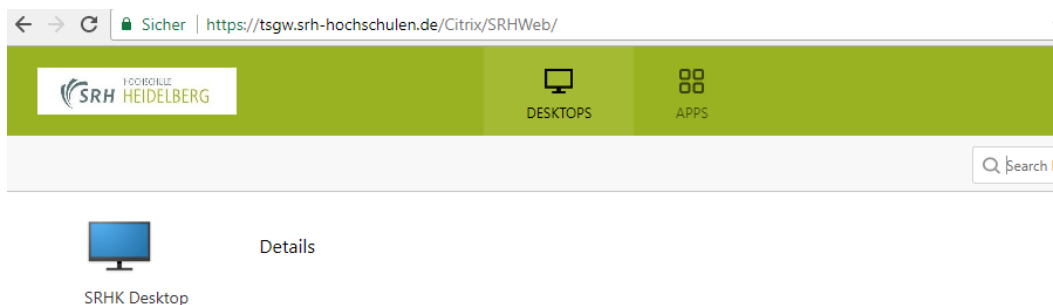 Sicher | https://tsgw.srh-hochschulen.de/Citrix/SRHWeb/
SRH HOCHSCHULE HEIDELBERG
DESKTOPS APPS
Search
Details
SRHK Desktop